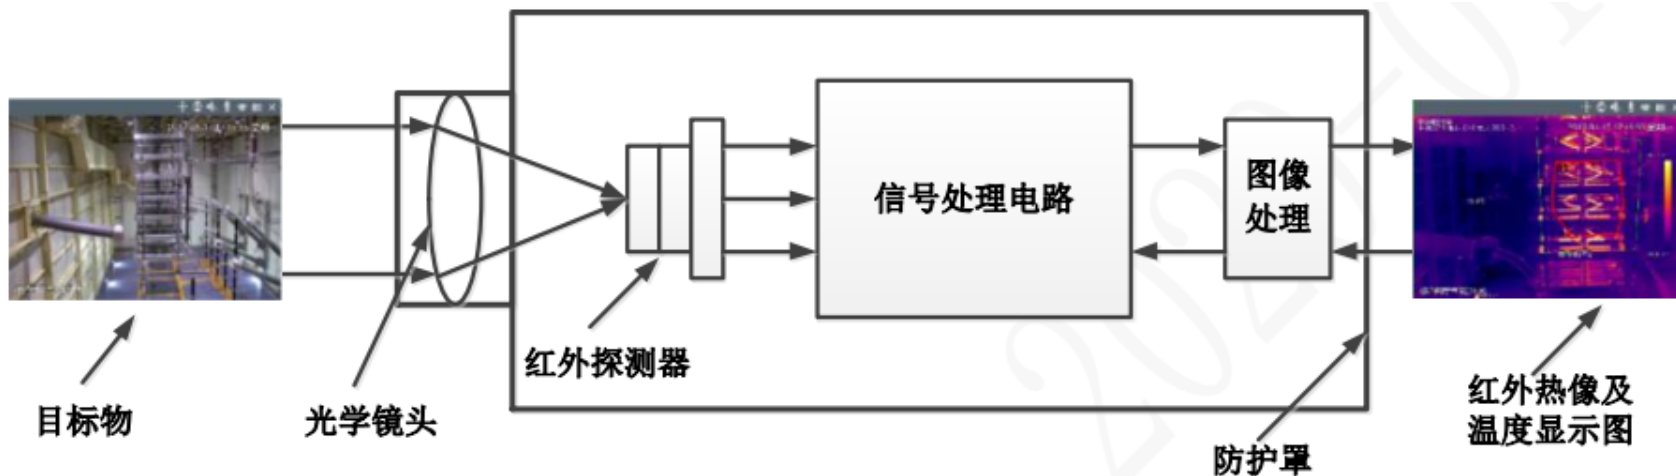 信号处理电路
图像
处理
红外探测器
目标物
光学镜头
防护罩
红外热像及
温度显示图